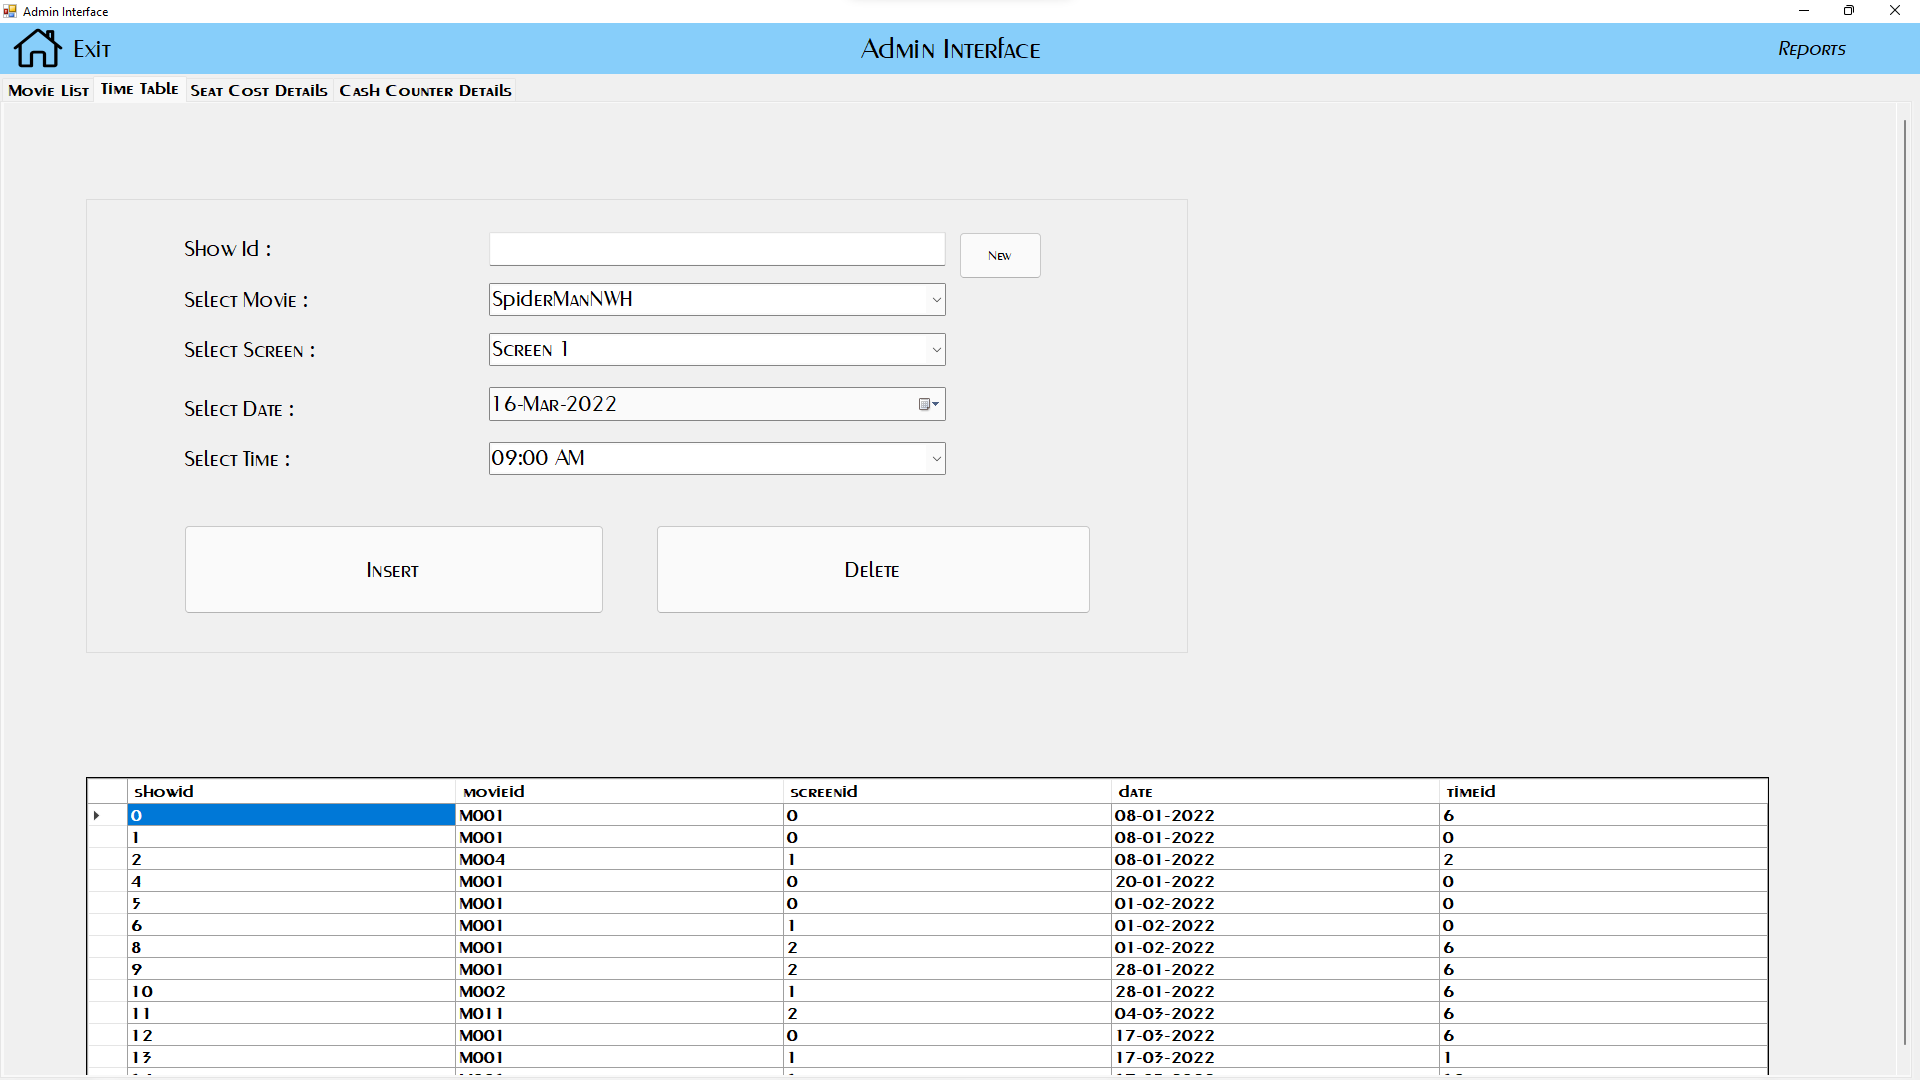 Admin Interface
Exit
Admin Interface
Reports
Movie List Time Table Seat Cost Details Cash Counter Details
Show Id :
New
Select Movie : SpiderManNWH
Select Screen : Screen 1
Select Date : 16-Mar-2022
Select Time : 09:00 AM
Insert Delete
showid movieid screenid date timeid
0 M001 0 08-01-2022 6
1 M001 0 08-01-2022 0
2 M004 1 08-01-2022 2
4 M001 0 20-01-2022 0
5 M001 0 01-02-2022 0
6 M001 1 01-02-2022 0
8 M001 2 01-02-2022 6
9 M001 2 28-01-2022 6
10 M002 1 28-01-2022 6
11 M011 2 04-03-2022 6
12 M001 0 17-03-2022 6
13 M001 1 17-03-2022 1